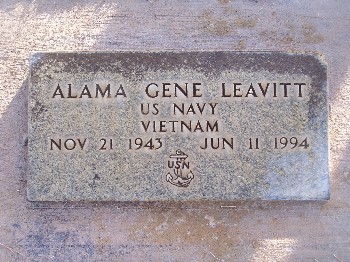 ALAMA GENE LEAVITT
US NAVY
VIETNAM
NOV 21 1943 JUN 11 1994
USN